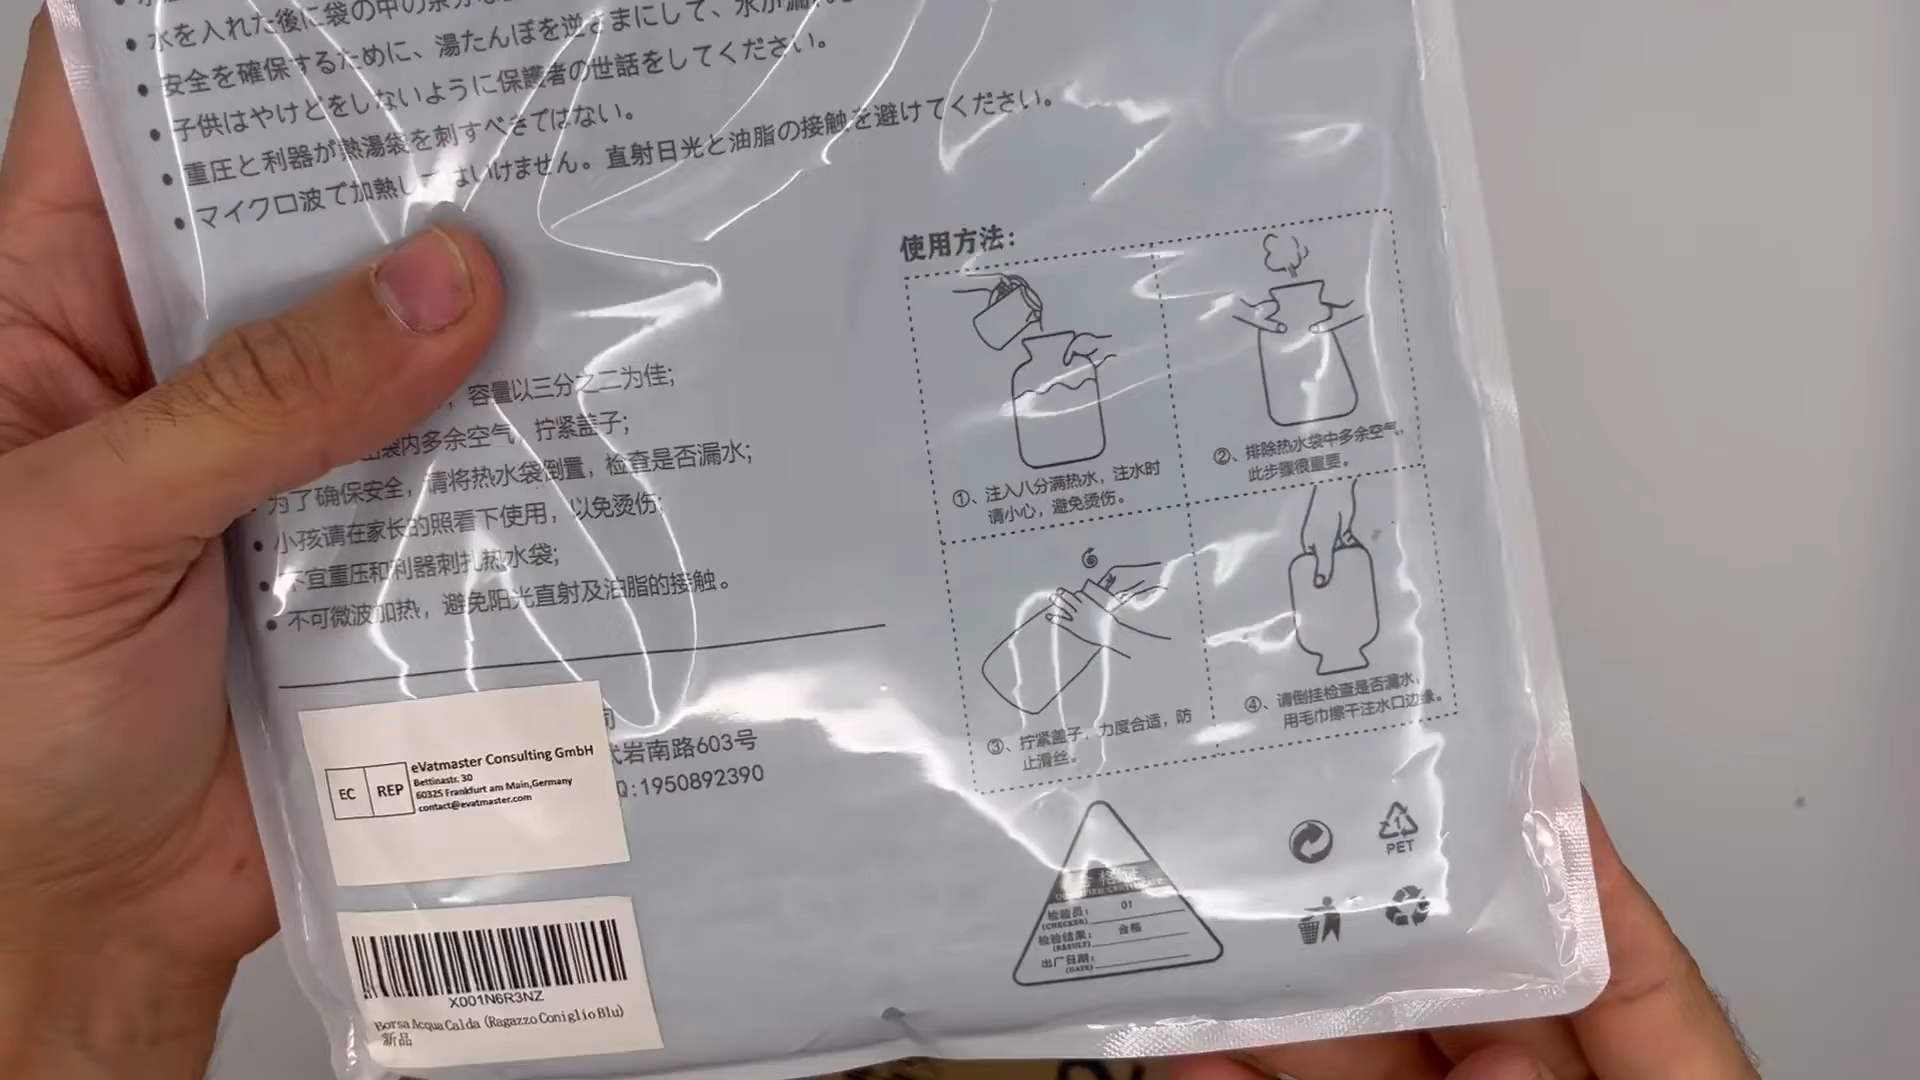 水を入れた後に袋の中の
安全を確保するために、湯たんぽを逆さまにして、水が漏れ
子供はやけどをしないように保護者の世話をしてください。
重圧と利器が熱湯袋を刺すべきではない。
マイクロ波で加熱し はいけません。直射日光と油脂の接触を避けてください。
，容量以三分之二为佳;
袋内多余空气，拧紧盖子;
为了确保安全，请将热水袋倒置，检查是否漏水;
小孩请在家长的照看下使用，以免烫伤;
不宜重压和利器刺扎热水袋;
不可微波加热，避免阳光直射及油脂的接触。
司
岩南路603号
Q:1950892390
EC REP
eVatmaster Consulting GmbH
Bettinastr. 30
60325 Frankfurt am Main,Germany
contact@evatmaster.com
X001N6R3NZ
Borsa Acqua Calda (Ragazzo Coniglio Blu)
新品
使用方法:
①、注入八分满热水，注水时
请小心，避免烫伤。
②、排除热水袋中多余空气，
此步骤很重要。
③、拧紧盖子，力度合适，防
止滑丝。
④、请倒挂检查是否漏水，
用毛巾擦干注水口边缘。
合格证
检验员: 01
(CHECKER)
检验结果: 合格
(RESULT)
出厂日期:
(DATE)
1
PET